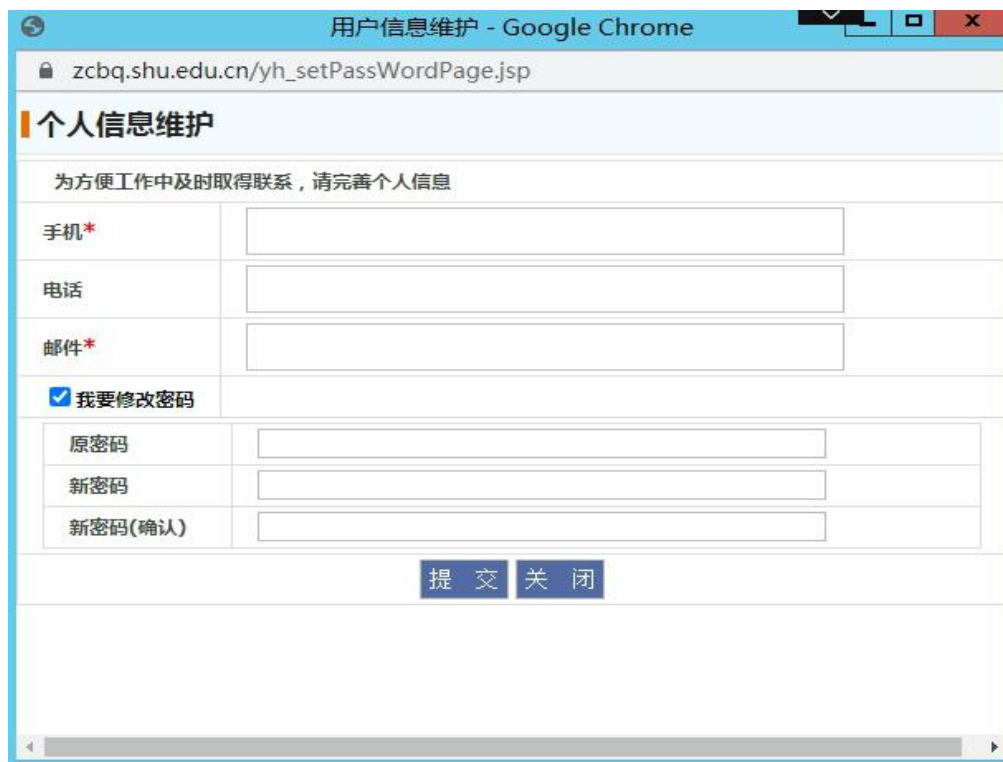 用户信息维护 - Google Chrome
zcbq.shu.edu.cn/yh_setPassWordPage.jsp
个人信息维护
为方便工作中及时取得联系，请完善个人信息
手机*
电话
邮件*
我要修改密码
原密码
新密码
新密码(确认)
提 交 关 闭